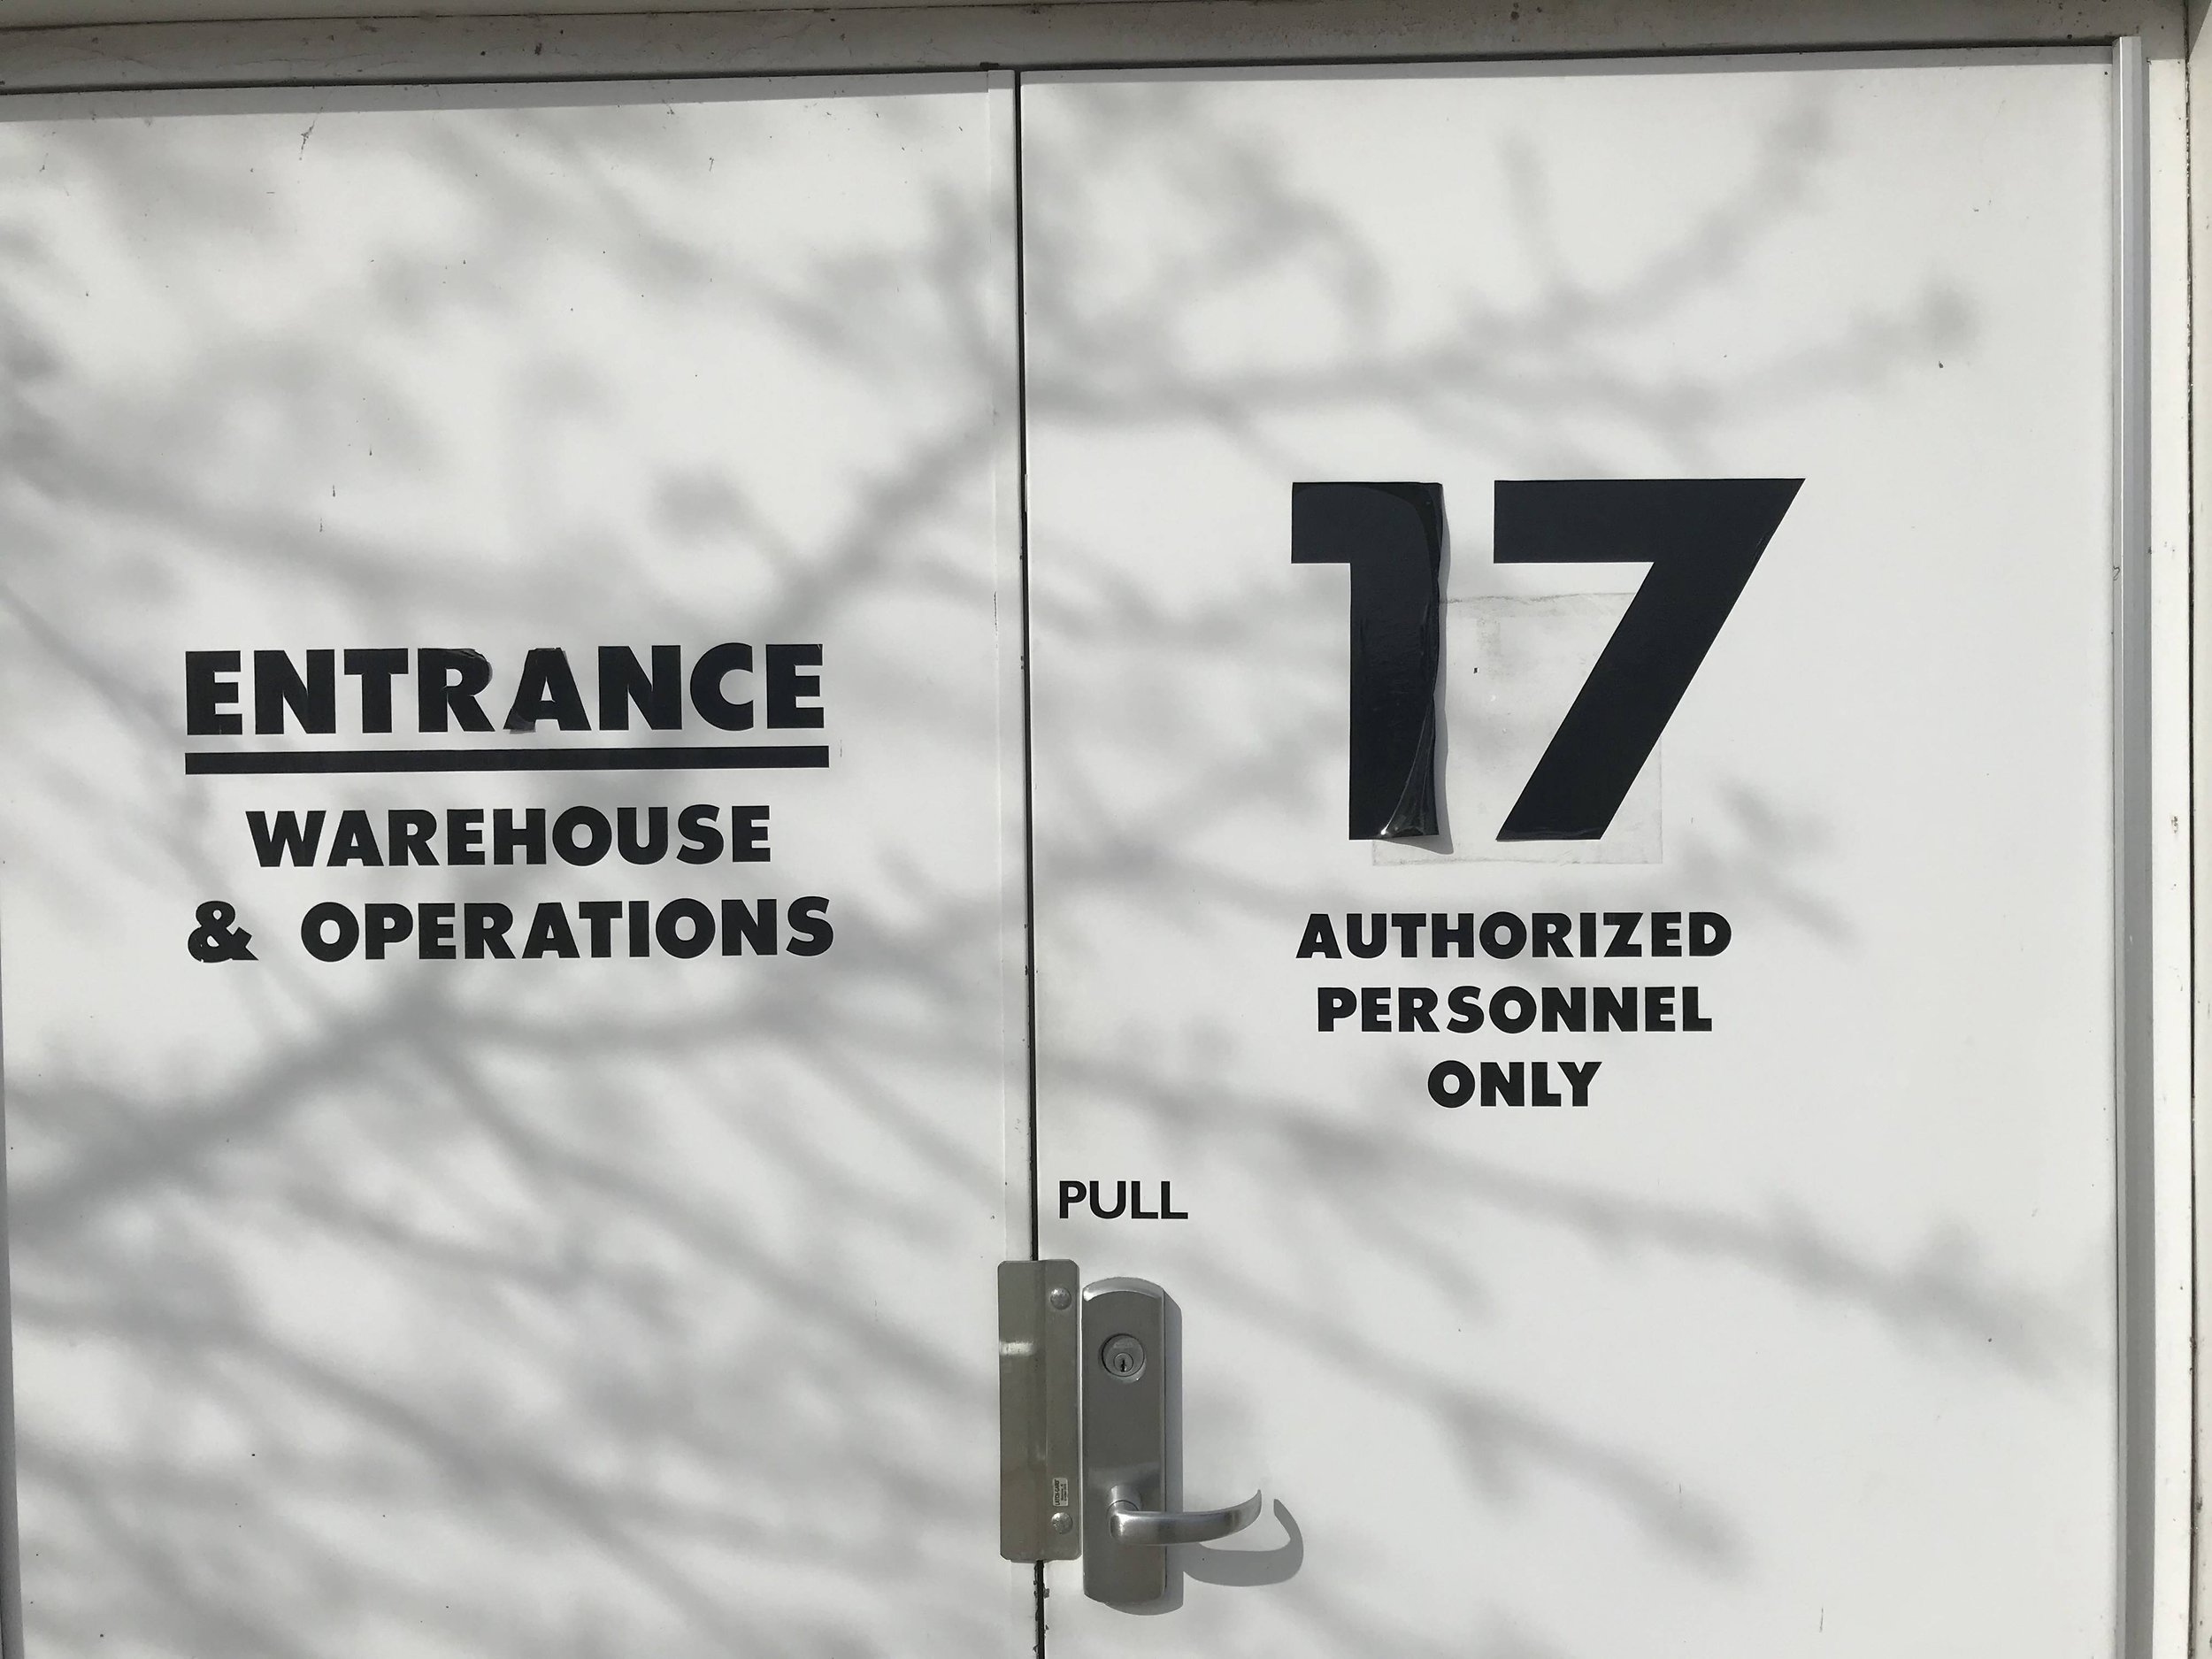 ENTRANCE
WAREHOUSE
& OPERATIONS
17
AUTHORIZED
PERSONNEL
ONLY
PULL